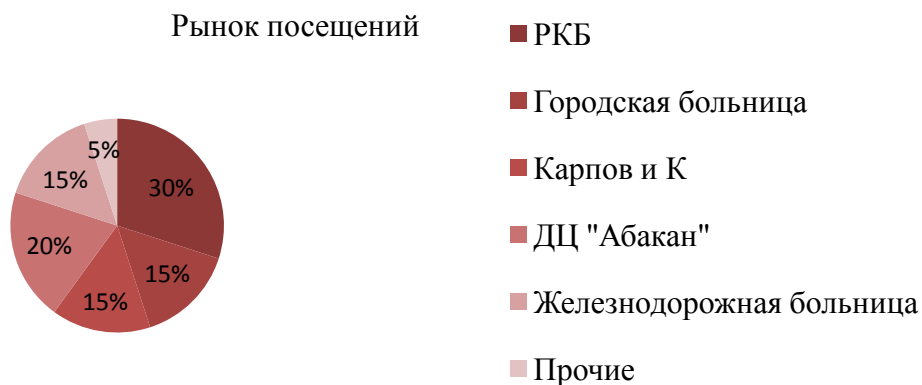 Рынок посещений
РКБ
Городская больница
Карпов и К
ДЦ "Абакан"
Железнодорожная больница
Прочие
5%
30%
15%
20%
15%
15%